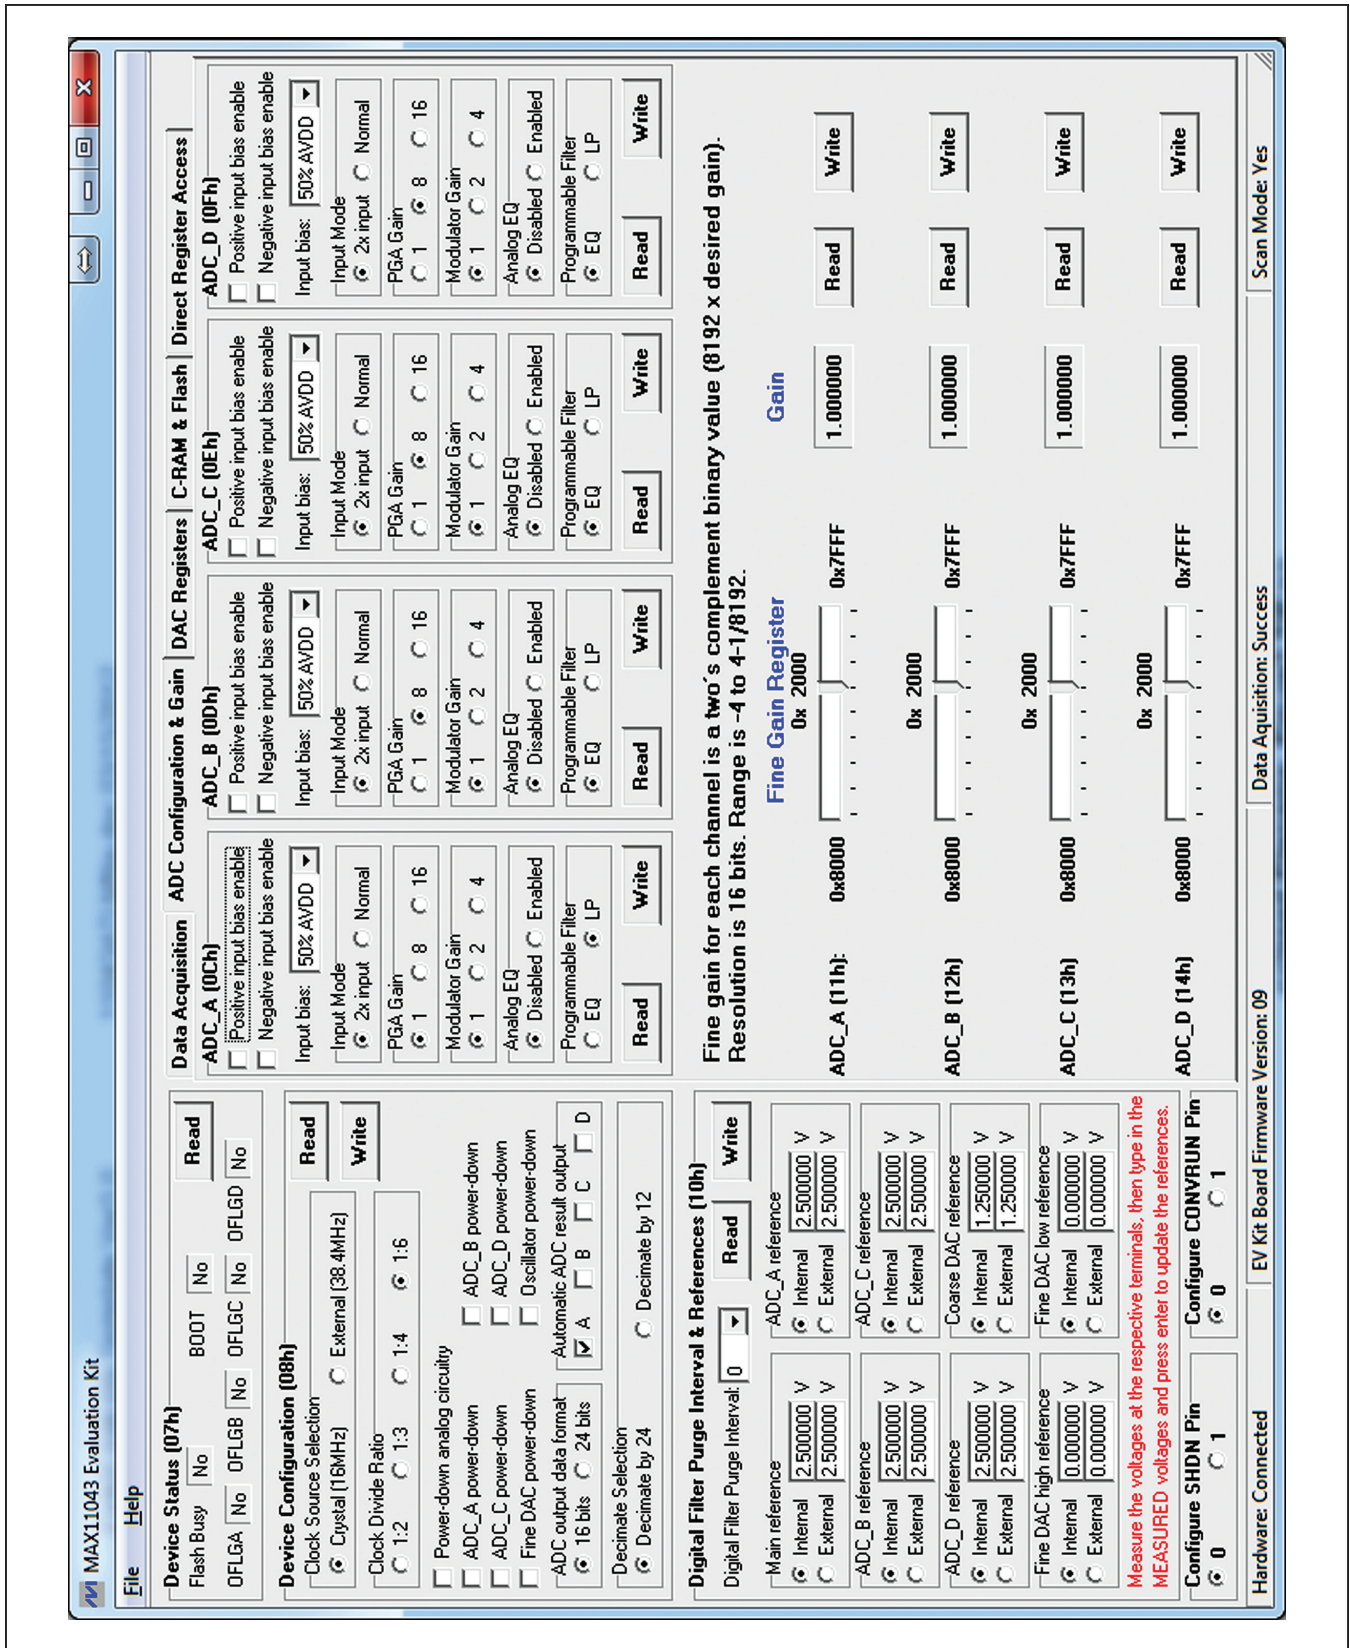 MAX11043 Evaluation Kit
File Help
Device Status (07h)
Flash Busy No BOOT No Read
OFLGA No OFLGB No OFLGC No OFLGD No
Device Configuration (08h)
Clock Source Selection
Crystal (16MHz) External (38.4MHz)
Read
Clock Divide Ratio
1:2 1:3 1:4 1:6
Write
Power-down analog circuitry
ADC_A power-down ADC_B power-down
ADC_C power-down ADC_D power-down
Fine DAC power-down Oscillator power-down
ADC output data format
16 bits 24 bits
Automatic ADC result output
A B C D
Decimate Selection
Decimate by 24 Decimate by 12
Digital Filter Purge Interval & References (10h)
Digital Filter Purge Interval: 0 Read Write
Main reference
Internal 2.500000 V
External 2.500000 V
ADC_A reference
Internal 2.500000 V
External 2.500000 V
ADC_B reference
Internal 2.500000 V
External 2.500000 V
ADC_C reference
Internal 2.500000 V
External 2.500000 V
ADC_D reference
Internal 2.500000 V
External 2.500000 V
Coarse DAC reference
Internal 1.250000 V
External 1.250000 V
Fine DAC high reference
Internal 0.000000 V
External 0.000000 V
Fine DAC low reference
Internal 0.000000 V
External 0.000000 V
Measure the voltages at the respective terminals, then type in the
MEASURED voltages and press enter to update the references.
Configure SHDN Pin
0 1
Configure CONVRUN Pin
0 1
Data Acquisition ADC Configuration & Gain DAC Registers C-RAM & Flash Direct Register Access
ADC_A (0Ch)
Positive input bias enable
Negative input bias enable
Input bias: 50% AVDD
Input Mode
2x input Normal
PGA Gain
1 8 16
Modulator Gain
1 2 4
Analog EQ
Disabled Enabled
Programmable Filter
EQ LP
Read Write
ADC_B (0Dh)
Positive input bias enable
Negative input bias enable
Input bias: 50% AVDD
Input Mode
2x input Normal
PGA Gain
1 8 16
Modulator Gain
1 2 4
Analog EQ
Disabled Enabled
Programmable Filter
EQ LP
Read Write
ADC_C (0Eh)
Positive input bias enable
Negative input bias enable
Input bias: 50% AVDD
Input Mode
2x input Normal
PGA Gain
1 8 16
Modulator Gain
1 2 4
Analog EQ
Disabled Enabled
Programmable Filter
EQ LP
Read Write
ADC_D (0Fh)
Positive input bias enable
Negative input bias enable
Input bias: 50% AVDD
Input Mode
2x input Normal
PGA Gain
1 8 16
Modulator Gain
1 2 4
Analog EQ
Disabled Enabled
Programmable Filter
EQ LP
Read Write
Fine gain for each channel is a two's complement binary value (8192 x desired gain).
Resolution is 16 bits. Range is -4 to 4-1/8192.
Fine Gain Register Gain
0x 2000
ADC_A (11h): 0x8000 0x7FFF 1.000000 Read Write
0x 2000
ADC_B (12h) 0x8000 0x7FFF 1.000000 Read Write
0x 2000
ADC_C (13h) 0x8000 0x7FFF 1.000000 Read Write
0x 2000
ADC_D (14h) 0x8000 0x7FFF 1.000000 Read Write
Hardware: Connected EV Kit Board Firmware Version: 09 Data Aquisition: Success Scan Mode: Yes